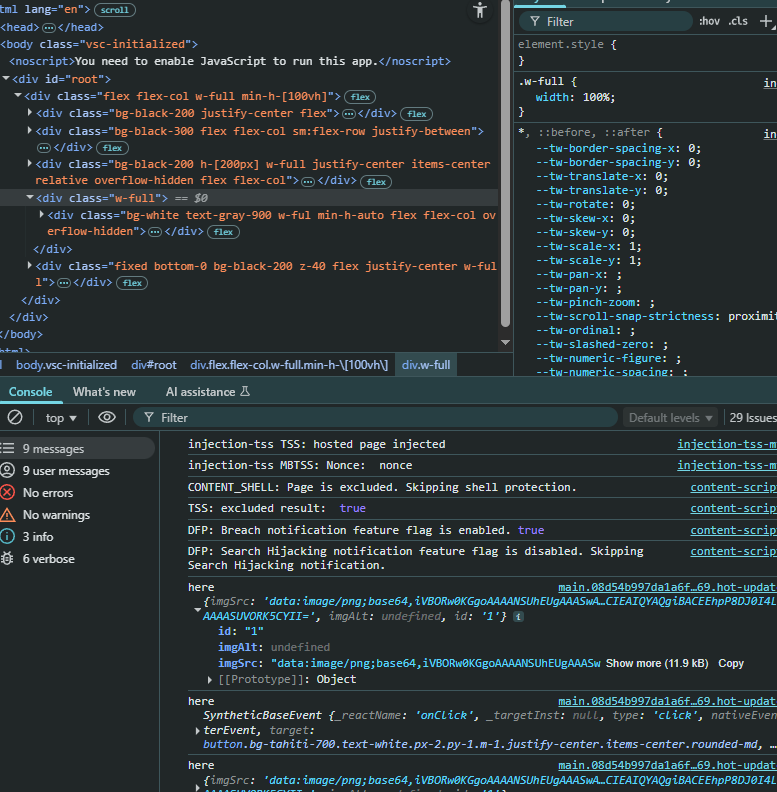 tml lang="en"> scroll
<head> … </head>
<body class="vsc-initialized">
<noscript>You need to enable JavaScript to run this app.</noscript>
<div id="root">
<div class="flex flex-col w-full min-h-[100vh]"> flex
<div class="bg-black-200 justify-center flex"> … </div> flex
<div class="bg-black-300 flex flex-col sm:flex-row justify-between">
… </div> flex
<div class="bg-black-200 h-[200px] w-full justify-center items-center
relative overflow-hidden flex flex-col"> … </div> flex
<div class="w-full"> == $0
<div class="bg-white text-gray-900 w-ful min-h-auto flex flex-col ov
erflow-hidden"> … </div> flex
</div>
<div class="fixed bottom-0 bg-black-200 z-40 flex justify-center w-ful
l"> … </div> flex
</div>
</div>
</body>
html>
l body.vsc-initialized div#root div.flex.flex-col.w-full.min-h-\[100vh\] div.w-full
Filter :hov .cls +
element.style {
}
.w-full { in
width: 100%;
}
*, ::before, ::after { in
--tw-border-spacing-x: 0;
--tw-border-spacing-y: 0;
--tw-translate-x: 0;
--tw-translate-y: 0;
--tw-rotate: 0;
--tw-skew-x: 0;
--tw-skew-y: 0;
--tw-scale-x: 1;
--tw-scale-y: 1;
--tw-pan-x: ;
--tw-pan-y: ;
--tw-pinch-zoom: ;
--tw-scroll-snap-strictness: proximit
--tw-ordinal: ;
--tw-slashed-zero: ;
--tw-numeric-figure: ;
--tw-numeric-spacing: ;
Console What's new AI assistance
top Filter Default levels 29 Issues
9 messages
9 user messages
No errors
No warnings
3 info
6 verbose
injection-tss TSS: hosted page injected injection-tss-m
injection-tss MBTSS: Nonce: nonce injection-tss-m
CONTENT_SHELL: Page is excluded. Skipping shell protection. content-scrip
TSS: excluded result: true content-scrip
DFP: Breach notification feature flag is enabled. true content-scrip
DFP: Search Hijacking notification feature flag is disabled. Skipping content-scrip
Search Hijacking notification.
here main.08d54b997da1a6f…69.hot-updat
{imgSrc: 'data:image/png;base64,iVBORw0KGgoAAAANSUhEUgAAASwA…CIEAIQYAQgiBACEEhpP8DJ0I4L
AAAASUVORK5CYII=', imgAlt: undefined, id: '1'} i
id: "1"
imgAlt: undefined
imgSrc: "data:image/png;base64,iVBORw0KGgoAAAANSUhEUgAAASw Show more (11.9 kB) Copy
[[Prototype]]: Object
here main.08d54b997da1a6f…69.hot-updat
SyntheticBaseEvent {_reactName: 'onClick', _targetInst: null, type: 'click', nativeEven
terEvent, target:
button.bg-tahiti-700.text-white.px-2.py-1.m-1.justify-center.items-center.rounded-md, …
here main.08d54b997da1a6f…69.hot-updat
{imgSrc: 'data:image/png;base64,iVBORw0KGgoAAAANSUhEUgAAASwA…CIEAIQYAQgiBACEEhpP8DJ0I4L